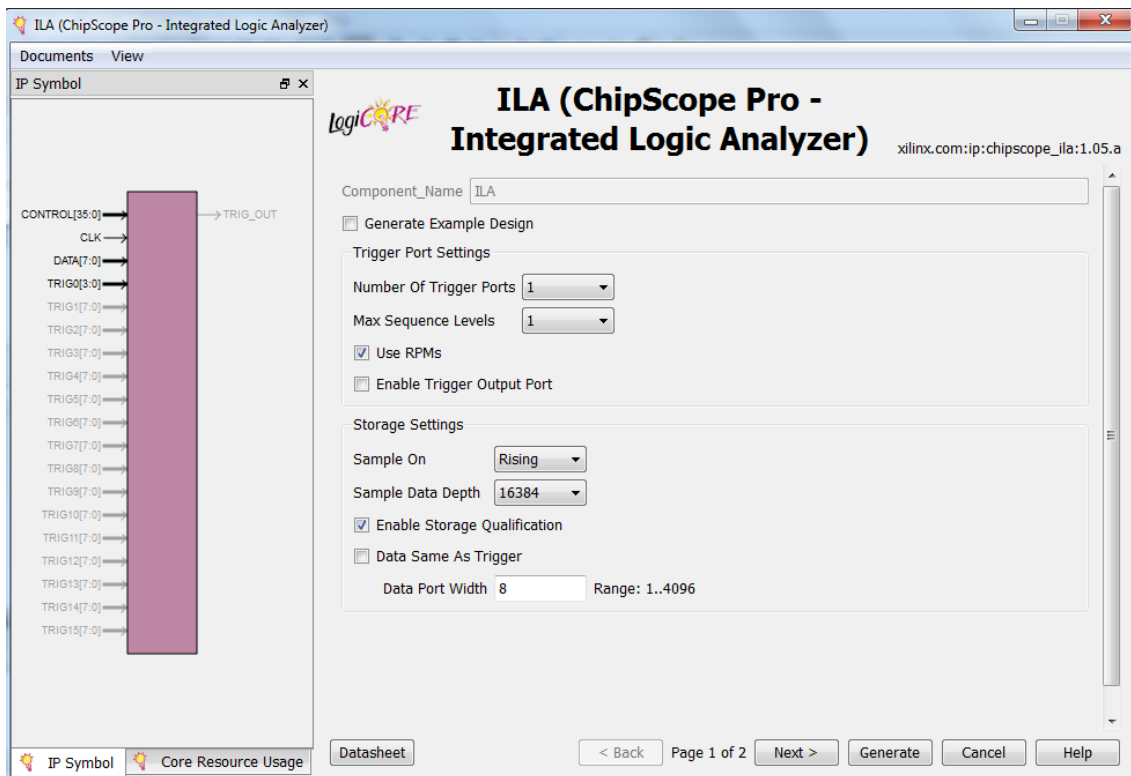 ILA (ChipScope Pro - Integrated Logic Analyzer)
Documents View
IP Symbol
CONTROL[35:0]
CLK
DATA[7:0]
TRIG0[3:0]
TRIG1[7:0]
TRIG2[7:0]
TRIG3[7:0]
TRIG4[7:0]
TRIG5[7:0]
TRIG6[7:0]
TRIG7[7:0]
TRIG8[7:0]
TRIG9[7:0]
TRIG10[7:0]
TRIG11[7:0]
TRIG12[7:0]
TRIG13[7:0]
TRIG14[7:0]
TRIG15[7:0]
TRIG_OUT
IP Symbol Core Resource Usage
LogiCORE
ILA (ChipScope Pro -
Integrated Logic Analyzer)
xilinx.com:ip:chipscope_ila:1.05.a
Component_Name ILA
Generate Example Design
Trigger Port Settings
Number Of Trigger Ports 1
Max Sequence Levels 1
Use RPMs
Enable Trigger Output Port
Storage Settings
Sample On Rising
Sample Data Depth 16384
Enable Storage Qualification
Data Same As Trigger
Data Port Width 8 Range: 1..4096
Datasheet < Back Page 1 of 2 Next > Generate Cancel Help